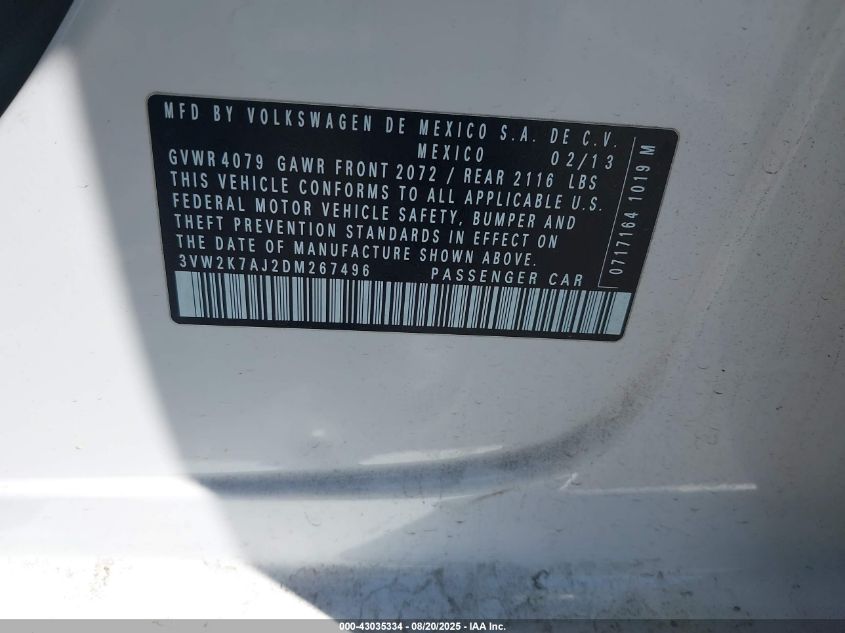 MFD BY VOLKSWAGEN DE MEXICO S.A. DE C.V.
MEXICO 02/13
GVWR 4079 GAWR FRONT 2072 / REAR 2116 LBS
THIS VEHICLE CONFORMS TO ALL APPLICABLE U.S.
FEDERAL MOTOR VEHICLE SAFETY, BUMPER AND
THEFT PREVENTION STANDARDS IN EFFECT ON
THE DATE OF MANUFACTURE SHOWN ABOVE.
3VW2K7AJ2DM267496 PASSENGER CAR
0717164 1019 M
000-43035334 - 08/20/2025 - IAA Inc.